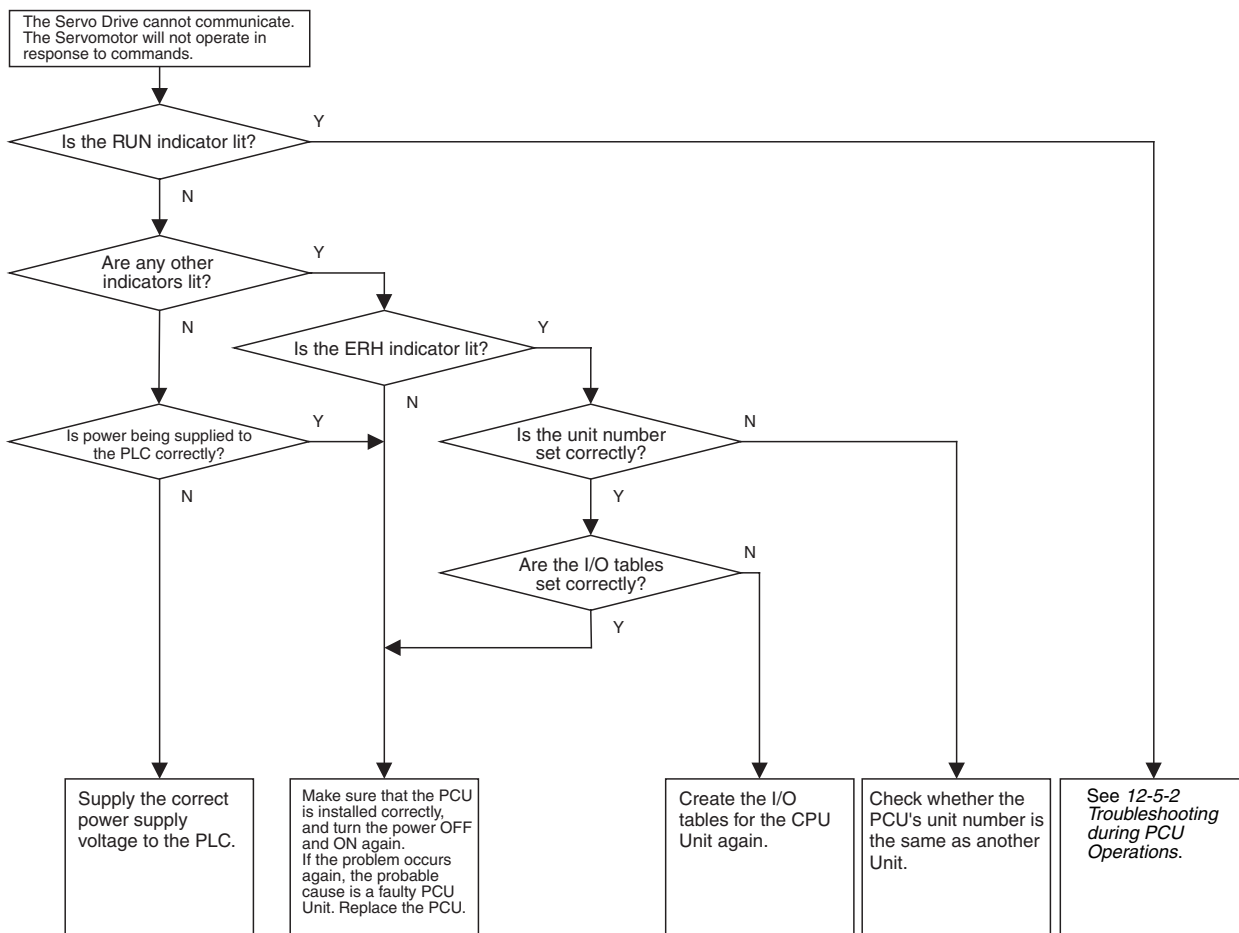 The Servo Drive cannot communicate.
The Servomotor will not operate in
response to commands.
Is the RUN indicator lit?
Y
N
Are any other
indicators lit?
Y
N
Is the ERH indicator lit?
Y
N
Is power being supplied to
the PLC correctly?
Y
N
Is the unit number
set correctly?
N
Y
Are the I/O tables
set correctly?
N
Y
Supply the correct
power supply
voltage to the PLC.
Make sure that the PCU
is installed correctly,
and turn the power OFF
and ON again.
If the problem occurs
again, the probable
cause is a faulty PCU
Unit. Replace the PCU.
Create the I/O
tables for the CPU
Unit again.
Check whether the
PCU's unit number is
the same as another
Unit.
See 12-5-2
Troubleshooting
during PCU
Operations.